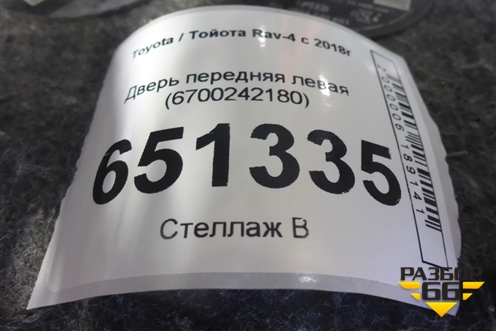 Toyota / Тойота Rav-4 с 2018г
Дверь передняя левая
(6700242180)
651335
Стеллаж В
РАЗБОР
66